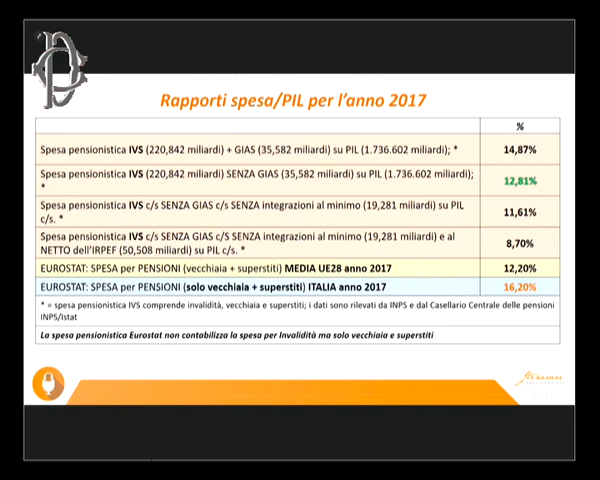 Rapporti spesa/PIL per l'anno 2017
%
Spesa pensionistica IVS (220,842 miliardi) + GIAS (35,582 miliardi) su PIL (1.736.602 miliardi); * 14,87%
Spesa pensionistica IVS (220,842 miliardi) SENZA GIAS (35,582 miliardi) su PIL (1.736.602 miliardi); 12,81%
*
Spesa pensionistica IVS c/s SENZA GIAS c/s SENZA integrazioni al minimo (19,281 miliardi) su PIL 11,61%
c/s. *
Spesa pensionistica IVS c/s SENZA GIAS C/S SENZA integrazioni al minimo (19,281 miliardi) e al 8,70%
NETTO dell'IRPEF (50,508 miliardi) su PIL c/s. *
EUROSTAT: SPESA per PENSIONI (vecchiaia + superstiti) MEDIA UE28 anno 2017 12,20%
EUROSTAT: SPESA per PENSIONI (solo vecchiaia + superstiti) ITALIA anno 2017 16,20%
* = spesa pensionistica IVS comprende invalidità, vecchiaia e superstiti; i dati sono rilevati da INPS e dal Casellario Centrale delle pensioni
INPS/Istat
La spesa pensionistica Eurostat non contabilizza la spesa per Invalidità ma solo vecchiaia e superstiti